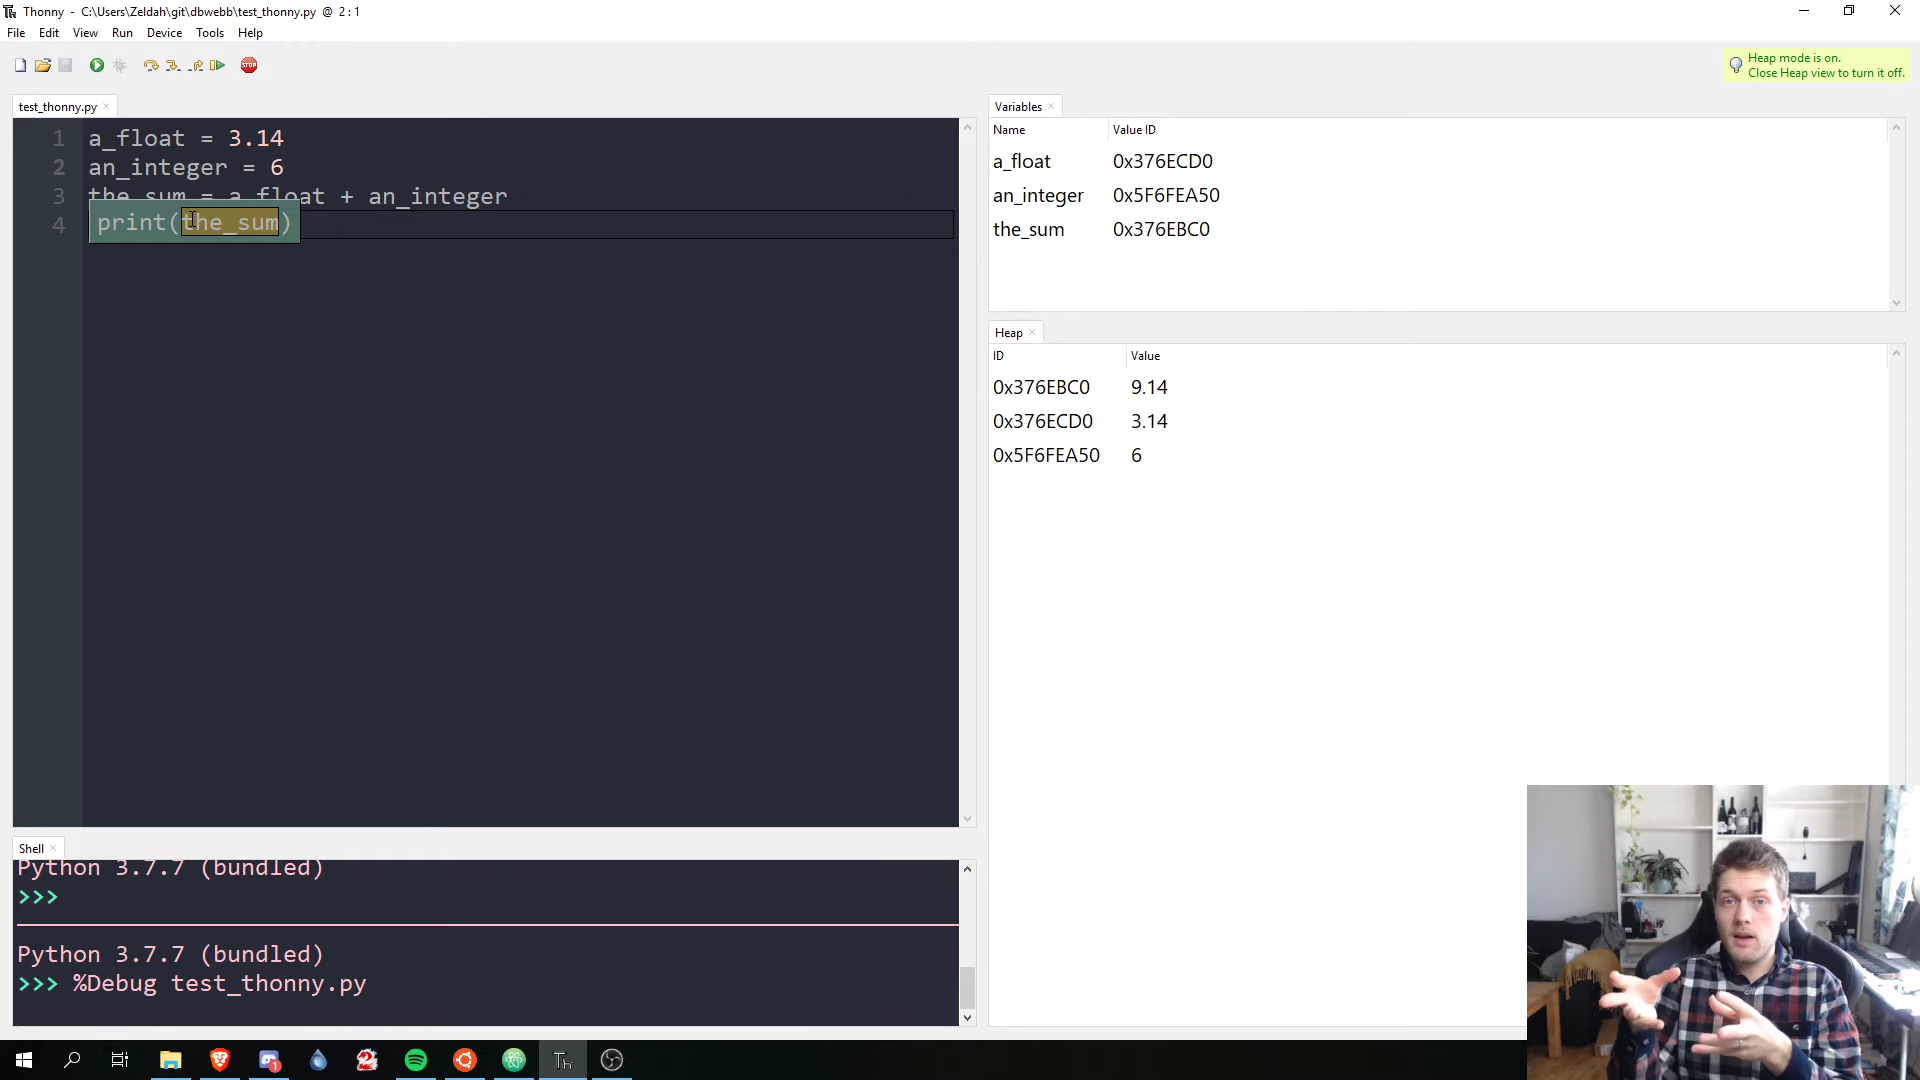 Thonny - C:\Users\Zeldah\git\dbwebb\test_thonny.py @ 2 : 1
File Edit View Run Device Tools Help
STOP
Heap mode is on.
Close Heap view to turn it off.
test_thonny.py
1 a_float = 3.14
2 an_integer = 6
3 the_sum = a_float + an_integer
4 print(the_sum)
Variables
Name Value ID
a_float 0x376ECD0
an_integer 0x5F6FEA50
the_sum 0x376EBC0
Heap
ID Value
0x376EBC0 9.14
0x376ECD0 3.14
0x5F6FEA50 6
Shell
Python 3.7.7 (bundled)
>>>
Python 3.7.7 (bundled)
>>> %Debug test_thonny.py
1
2
Th